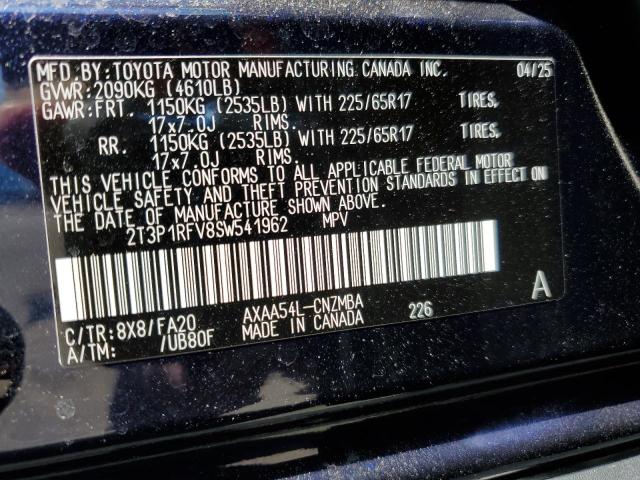 MFD.BY:TOYOTA MOTOR MANUFACTURING CANADA INC. 04/25
GVWR:2090KG (4610LB)
GAWR:FRT. 1150KG (2535LB) WITH 225/65R17 TIRES,
17x7.0J RIMS.
RR. 1150KG (2535LB) WITH 225/65R17 TIRES,
17x7.0J RIMS.
THIS VEHICLE CONFORMS TO ALL APPLICABLE FEDERAL MOTOR
VEHICLE SAFETY AND THEFT PREVENTION STANDARDS IN EFFECT ON
THE DATE OF MANUFACTURE SHOWN ABOVE.
2T3P1RFV8SW541962 MPV
C/TR:8X8/FA20 AXAA54L-CNZMBA 226 A
A/TM: /UB80F MADE IN CANADA